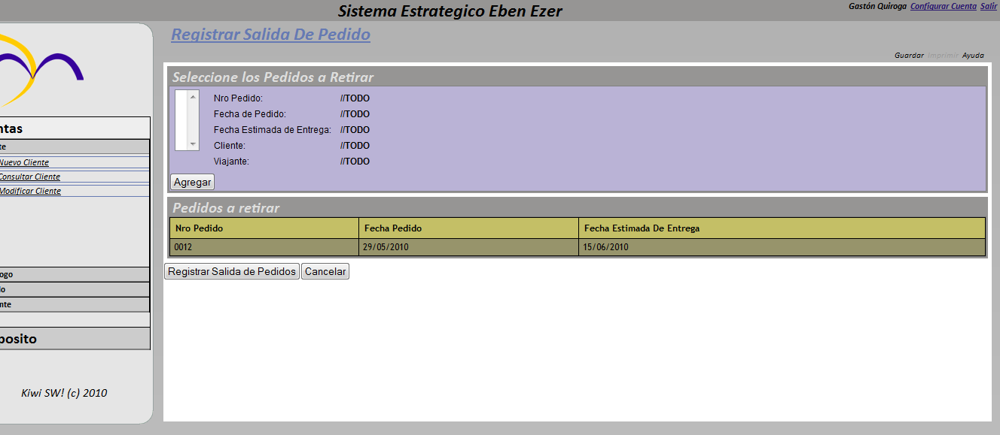 Sistema Estrategico Eben Ezer
Gastón Quiroga Configurar Cuenta Salir
Registrar Salida De Pedido
Guardar Imprimir Ayuda
ntas
te
Nuevo Cliente
Consultar Cliente
Modificar Cliente
ogo
do
nte
posito
Kiwi SW! (c) 2010
Seleccione los Pedidos a Retirar
Nro Pedido: //TODO
Fecha de Pedido: //TODO
Fecha Estimada de Entrega: //TODO
Cliente: //TODO
Viajante: //TODO
Agregar
Pedidos a retirar
Nro Pedido Fecha Pedido Fecha Estimada De Entrega
0012 29/05/2010 15/06/2010
Registrar Salida de Pedidos Cancelar